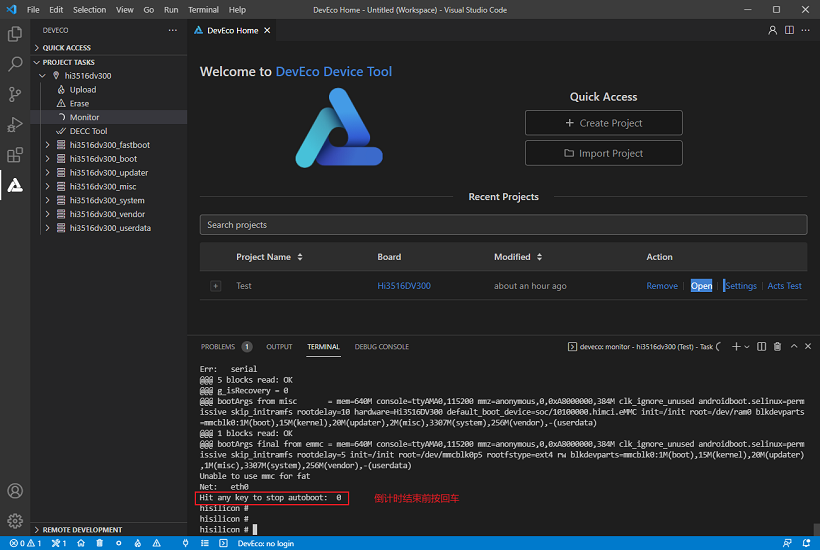 File Edit Selection View Go Run Terminal Help
DevEco Home - Untitled (Workspace) - Visual Studio Code
DEVECO
DevEco Home
QUICK ACCESS
PROJECT TASKS
hi3516dv300
Upload
Erase
Monitor
DECC Tool
hi3516dv300_fastboot
hi3516dv300_boot
hi3516dv300_updater
hi3516dv300_misc
hi3516dv300_system
hi3516dv300_vendor
hi3516dv300_userdata
Welcome to DevEco Device Tool
Quick Access
Create Project
Import Project
Recent Projects
Search projects
Project Name Board Modified Action
Test Hi3516DV300 about an hour ago Remove Open Settings Acts Test
PROBLEMS 1 OUTPUT TERMINAL DEBUG CONSOLE
deveco: monitor - hi3516dv300 (Test) - Task
Err: serial
@@@ 5 blocks read: OK
@@@ g_isRecovery = 0
@@@ bootArgs from misc = mem=640M console=ttyAMA0,115200 mmz=anonymous,0,0xA8000000,384M clk_ignore_unused androidboot.selinux=perm
issive skip_initramfs rootdelay=10 hardware=Hi3516DV300 default_boot_device=soc/10100000.himci.eMMC init=/init root=/dev/ram0 blkdevparts
=mmcblk0:1M(boot),15M(kernel),20M(updater),2M(misc),3307M(system),256M(vendor),-(userdata)
@@@ 1 blocks read: OK
@@@ bootArgs final from emmc = mem=640M console=ttyAMA0,115200 mmz=anonymous,0,0xA8000000,384M clk_ignore_unused androidboot.selinux=perm
issive skip_initramfs rootdelay=5 init=/init root=/dev/mmcblk0p5 rootfstype=ext4 rw blkdevparts=mmcblk0:1M(boot),15M(kernel),20M(updater)
,1M(misc),3307M(system),256M(vendor),-(userdata)
Unable to use mmc for fat
Net: eth0
Hit any key to stop autoboot: 0 倒计时结束前按回车
hisilicon #
hisilicon #
hisilicon #
REMOTE DEVELOPMENT
0 1 1 DevEco: no login